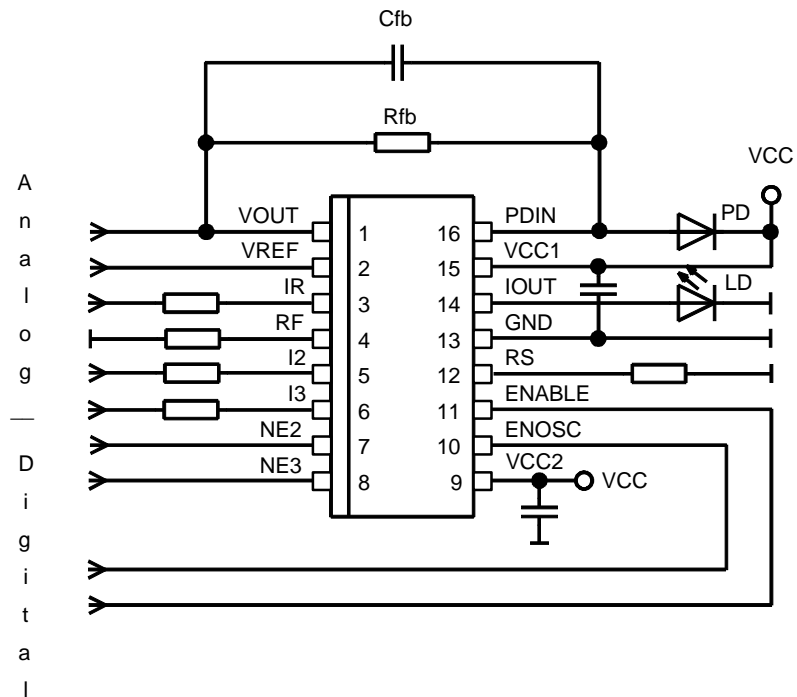 Cfb
Rfb
VCC
VOUT 1 16 PDIN PD
VREF 2 15 VCC1
IR 3 14 IOUT LD
RF 4 13 GND
I2 5 12 RS
I3 6 11 ENABLE
NE2 7 10 ENOSC
NE3 8 9 VCC2 VCC
Analog — Digital